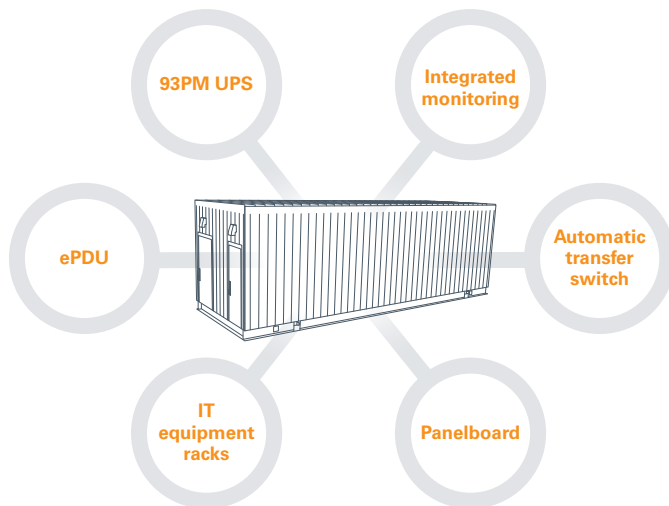 93PM UPS
Integrated
monitoring
ePDU
Automatic
transfer
switch
IT
equipment
racks
Panelboard